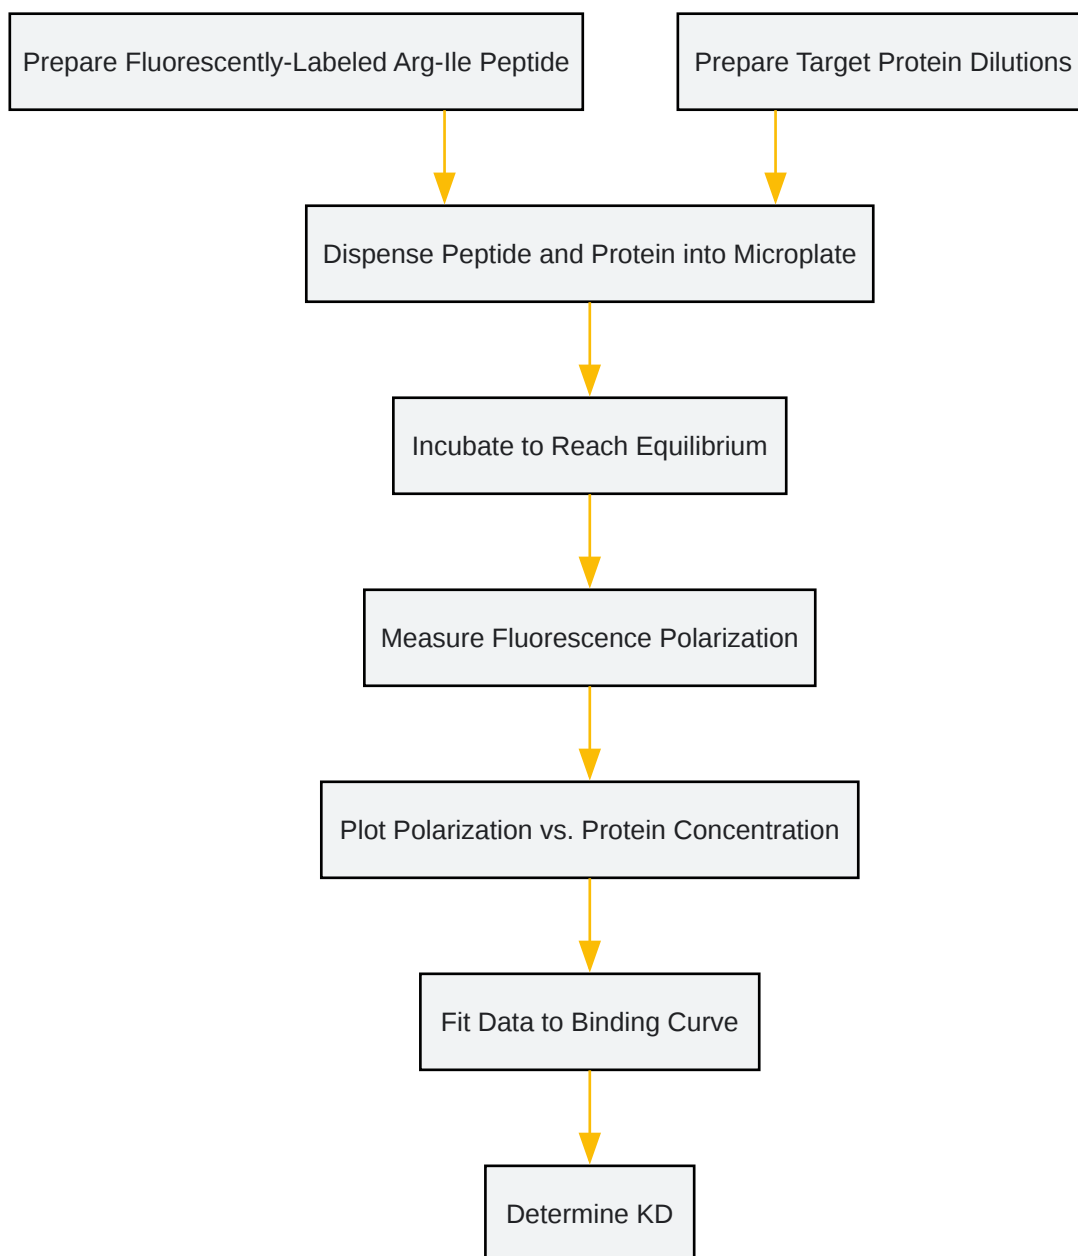 Prepare Fluorescently-Labeled Arg-Ile Peptide
Prepare Target Protein Dilutions
Dispense Peptide and Protein into Microplate
Incubate to Reach Equilibrium
Measure Fluorescence Polarization
Plot Polarization vs. Protein Concentration
Fit Data to Binding Curve
Determine KD